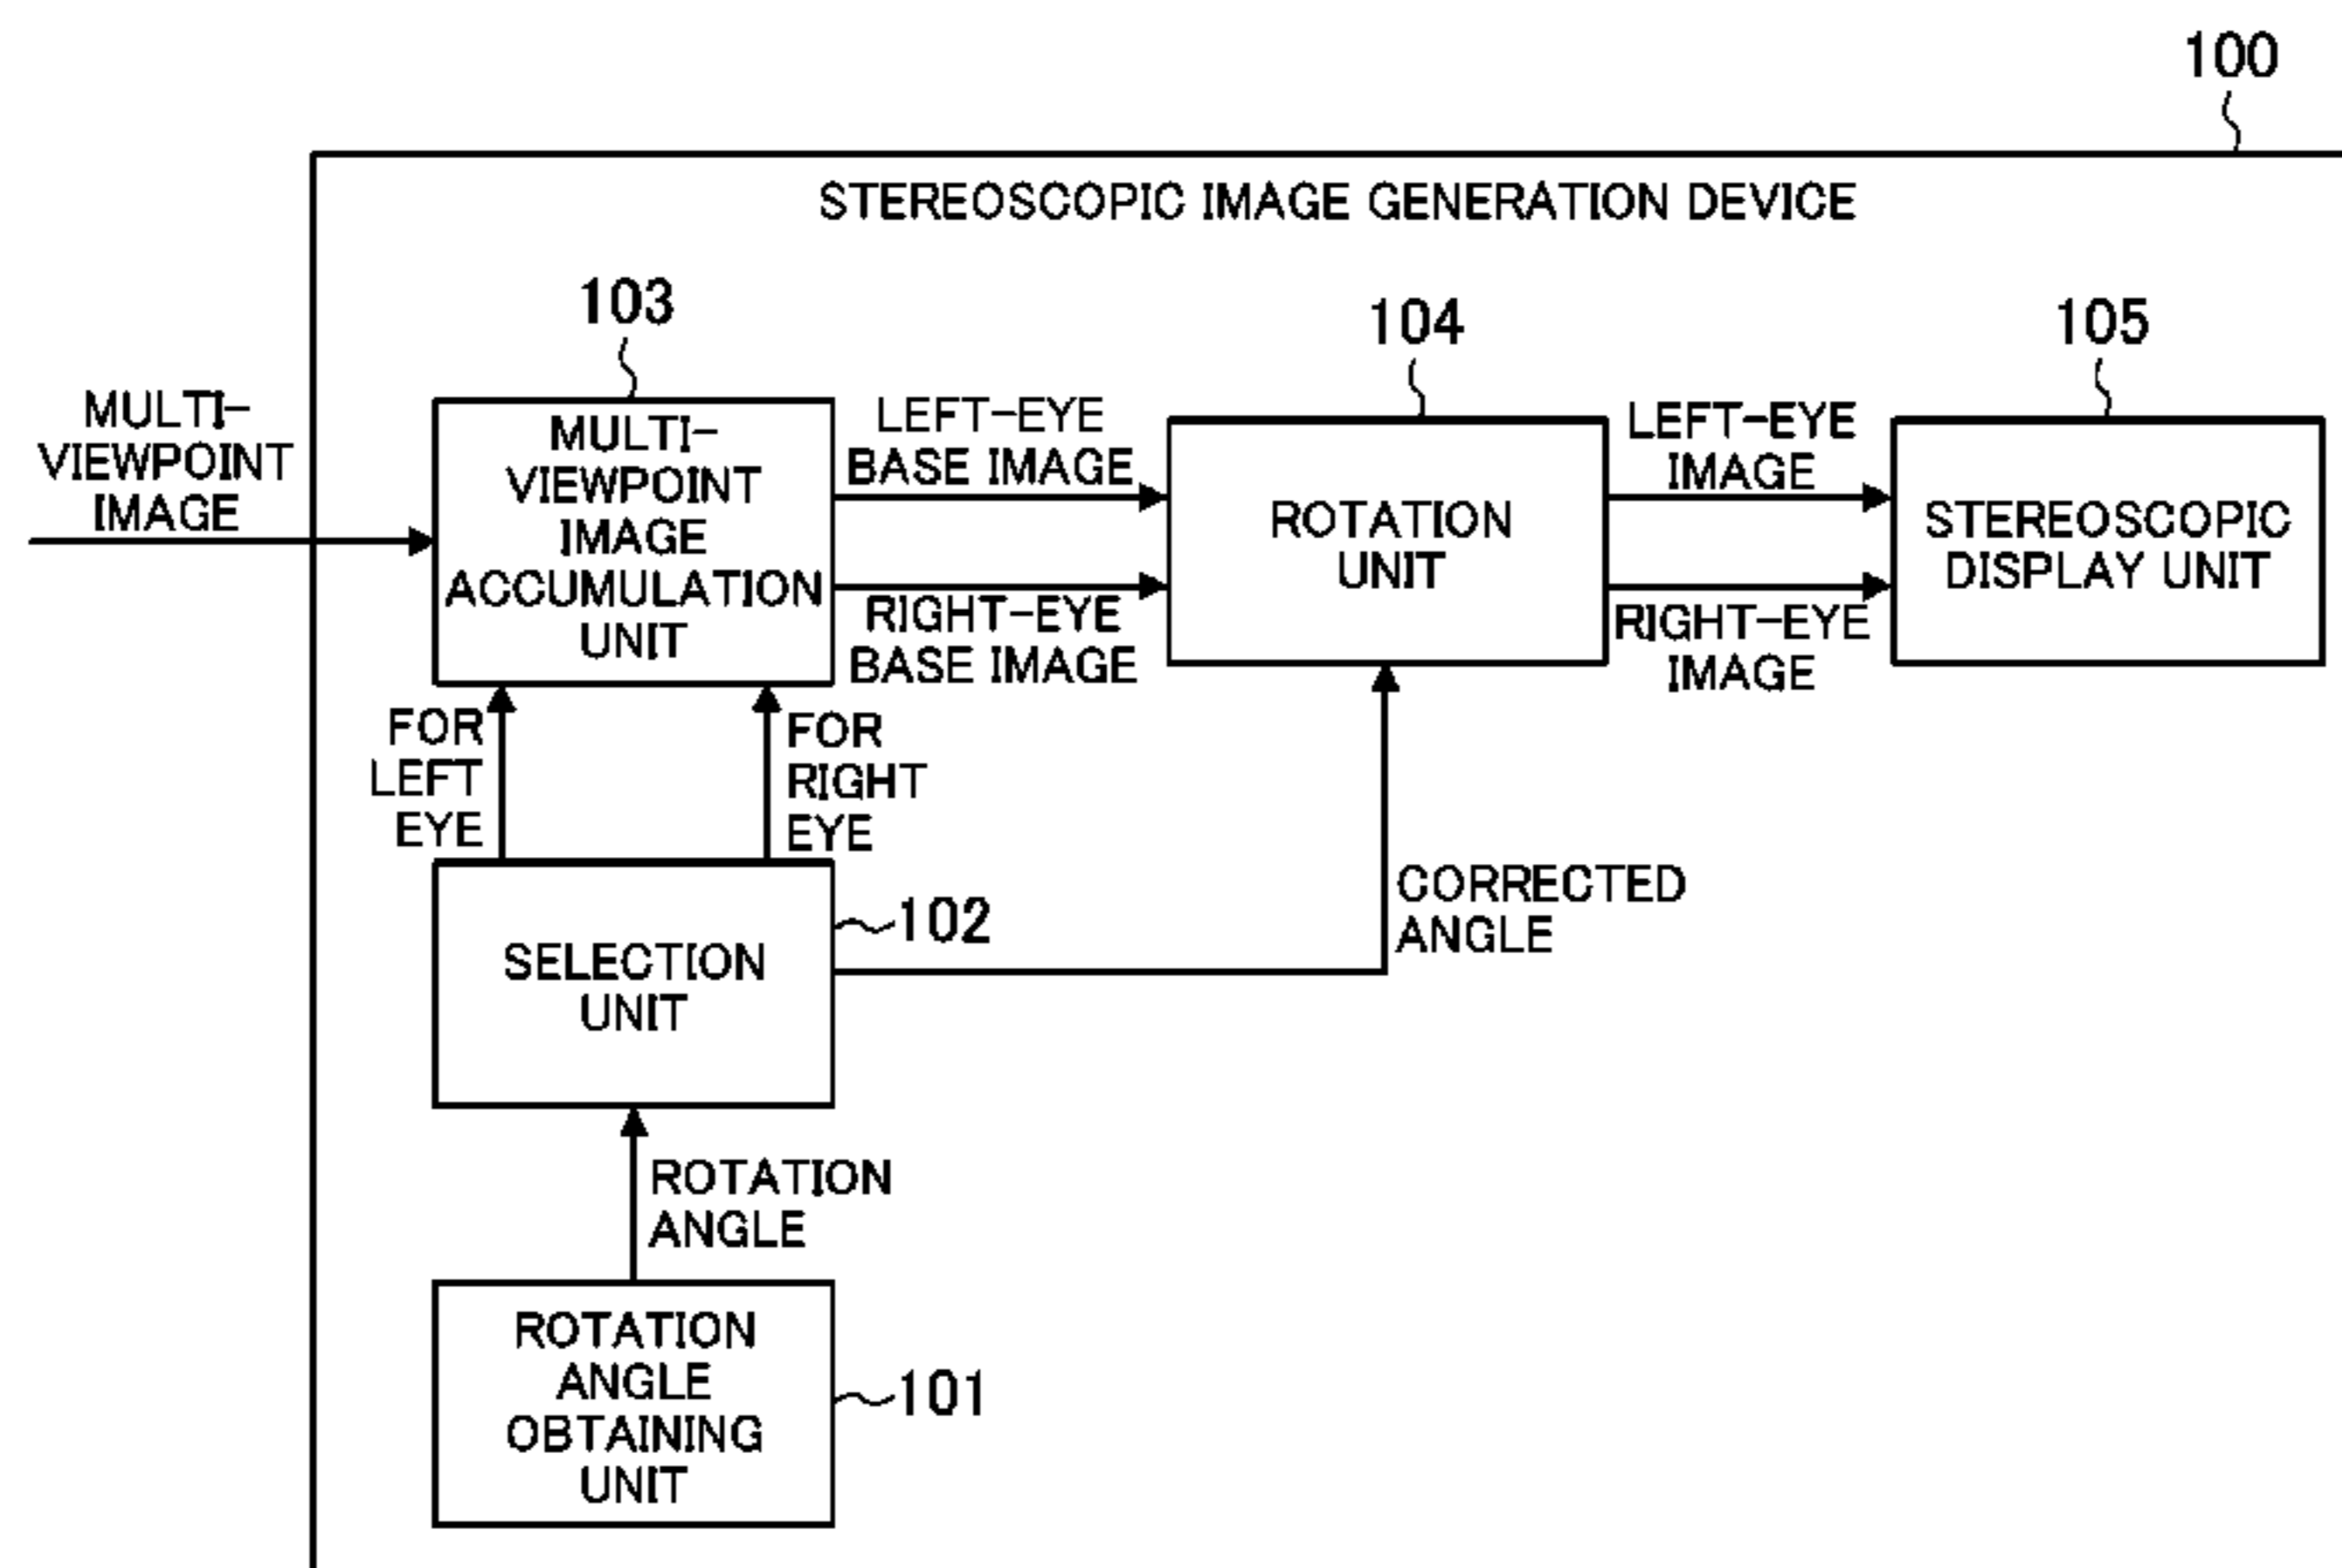 100
STEREOSCOPIC IMAGE GENERATION DEVICE
103
104
105
MULTI-
VIEWPOINT
IMAGE
MULTI-
VIEWPOINT
IMAGE
ACCUMULATION
UNIT
LEFT-EYE
BASE IMAGE
RIGHT-EYE
BASE IMAGE
ROTATION
UNIT
LEFT-EYE
IMAGE
RIGHT-EYE
IMAGE
STEREOSCOPIC
DISPLAY UNIT
FOR
LEFT
EYE
FOR
RIGHT
EYE
SELECTION
UNIT
102
CORRECTED
ANGLE
ROTATION
ANGLE
ROTATION
ANGLE
OBTAINING
UNIT
101